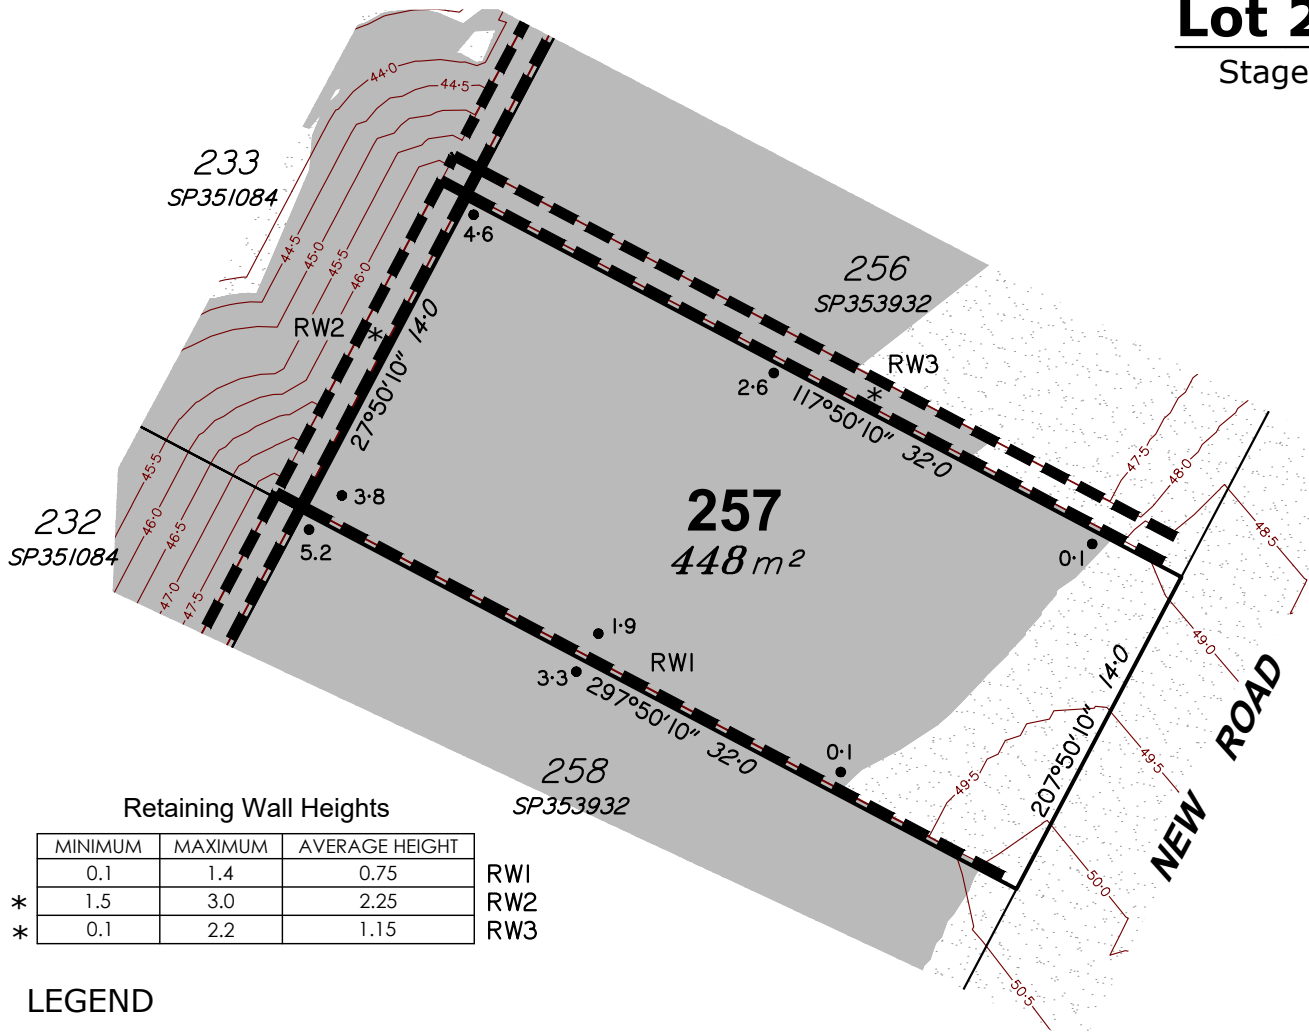 Lot 2
Stage
44·0
44·5
233
SP351084
4·6
44·5
45·0
45·5
46·0
256
SP353932
RW2
*
27°50'10" 14·0
RW3
*
2·6
117°50'10" 32·0
47·5
48·0
48·5
45·5
46·0
46·5
47·0
47·5
232
SP351084
3·8
5.2
257
448 m²
0·1
49·0
1·9
RW1
3·3
297°50'10" 32·0
0·1
207°50'10" 14·0
NEW ROAD
49·5
49·5
50·0
50·5
258
SP353932
Retaining Wall Heights
MINIMUM MAXIMUM AVERAGE HEIGHT
0.1 1.4 0.75 RW1
* 1.5 3.0 2.25 RW2
* 0.1 2.2 1.15 RW3
LEGEND